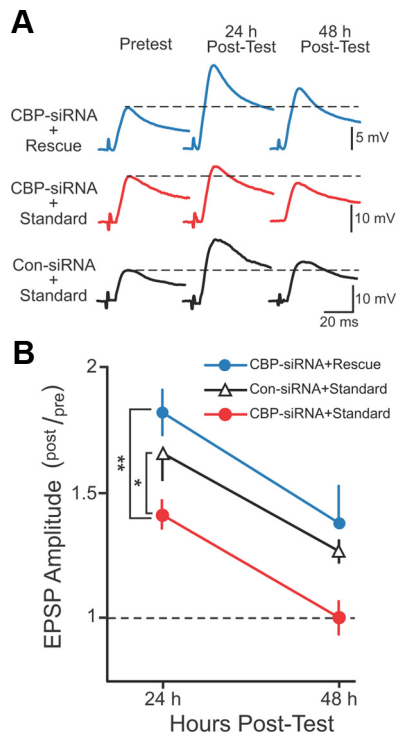 A
Pretest
24 h
Post-Test
48 h
Post-Test
CBP-siRNA
+
Rescue
5 mV
CBP-siRNA
+
Standard
10 mV
Con-siRNA
+
Standard
10 mV
20 ms
B
2
1.5
1
EPSP Amplitude (post/pre)
CBP-siRNA+Rescue
Con-siRNA+Standard
CBP-siRNA+Standard
**
*
24 h
48 h
Hours Post-Test